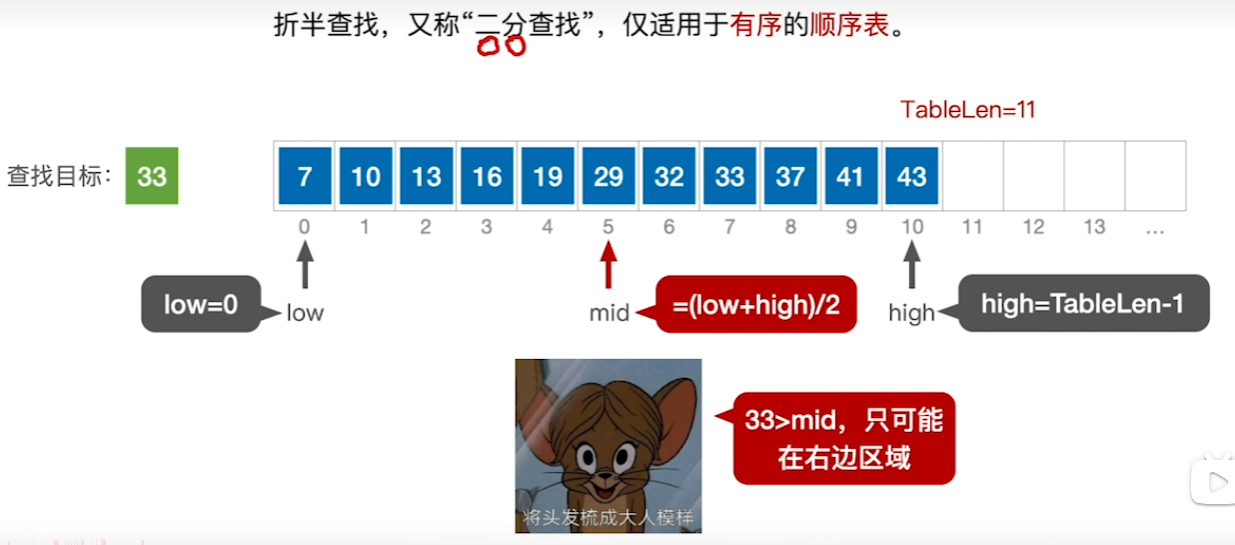 折半查找，又称“二分查找”，仅适用于有序的顺序表。
TableLen=11
查找目标： 33
7 10 13 16 19 29 32 33 37 41 43
0 1 2 3 4 5 6 7 8 9 10 11 12 13 ...
low=0 low mid =(low+high)/2 high high=TableLen-1
33>mid，只可能
在右边区域
将头发梳成大人模样